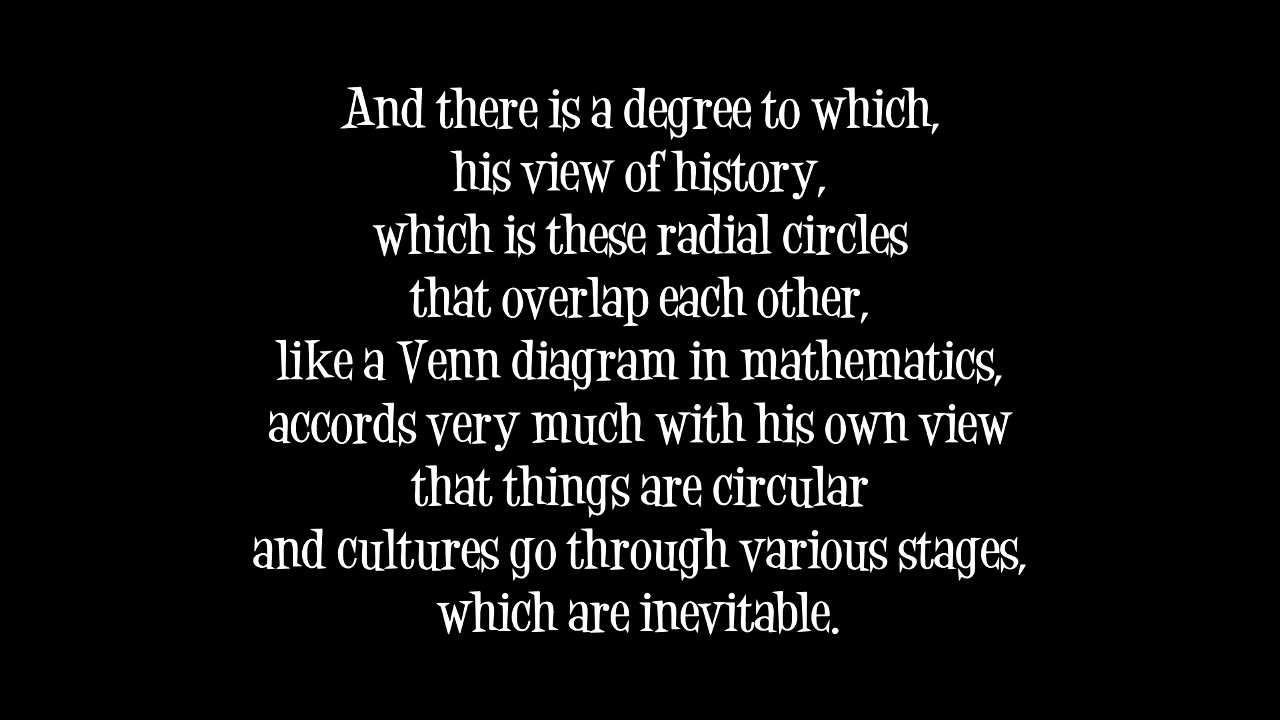 And there is a degree to which,
his view of history,
which is these radial circles
that overlap each other,
like a Venn diagram in mathematics,
accords very much with his own view
that things are circular
and cultures go through various stages,
which are inevitable.